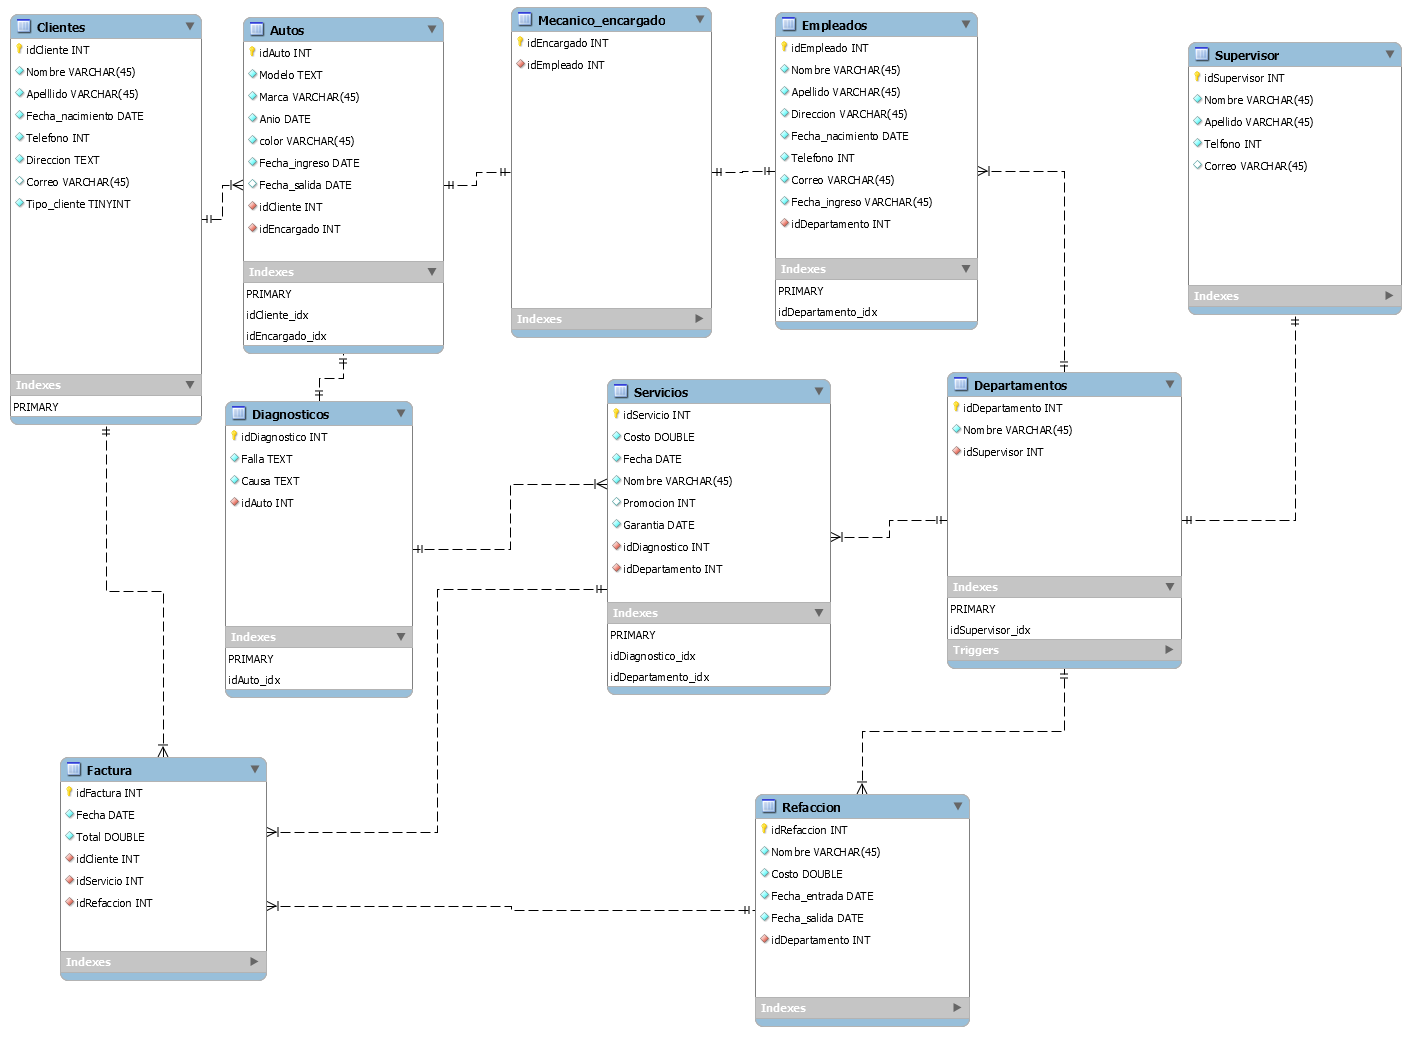 Clientes
idCliente INT
Nombre VARCHAR(45)
Apelllido VARCHAR(45)
Fecha_nacimiento DATE
Telefono INT
Direccion TEXT
Correo VARCHAR(45)
Tipo_cliente TINYINT
Indexes
PRIMARY
Autos
idAuto INT
Modelo TEXT
Marca VARCHAR(45)
Anio DATE
color VARCHAR(45)
Fecha_ingreso DATE
Fecha_salida DATE
idCliente INT
idEncargado INT
Indexes
PRIMARY
idCliente_idx
idEncargado_idx
Mecanico_encargado
idEncargado INT
idEmpleado INT
Indexes
Empleados
idEmpleado INT
Nombre VARCHAR(45)
Apellido VARCHAR(45)
Direccion VARCHAR(45)
Fecha_nacimiento DATE
Telefono INT
Correo VARCHAR(45)
Fecha_ingreso VARCHAR(45)
idDepartamento INT
Indexes
PRIMARY
idDepartamento_idx
Supervisor
idSupervisor INT
Nombre VARCHAR(45)
Apellido VARCHAR(45)
Telfono INT
Correo VARCHAR(45)
Indexes
Diagnosticos
idDiagnostico INT
Falla TEXT
Causa TEXT
idAuto INT
Indexes
PRIMARY
idAuto_idx
Servicios
idServicio INT
Costo DOUBLE
Fecha DATE
Nombre VARCHAR(45)
Promocion INT
Garantia DATE
idDiagnostico INT
idDepartamento INT
Indexes
PRIMARY
idDiagnostico_idx
idDepartamento_idx
Departamentos
idDepartamento INT
Nombre VARCHAR(45)
idSupervisor INT
Indexes
PRIMARY
idSupervisor_idx
Triggers
Factura
idFactura INT
Fecha DATE
Total DOUBLE
idCliente INT
idServicio INT
idRefaccion INT
Indexes
Refaccion
idRefaccion INT
Nombre VARCHAR(45)
Costo DOUBLE
Fecha_entrada DATE
Fecha_salida DATE
idDepartamento INT
Indexes